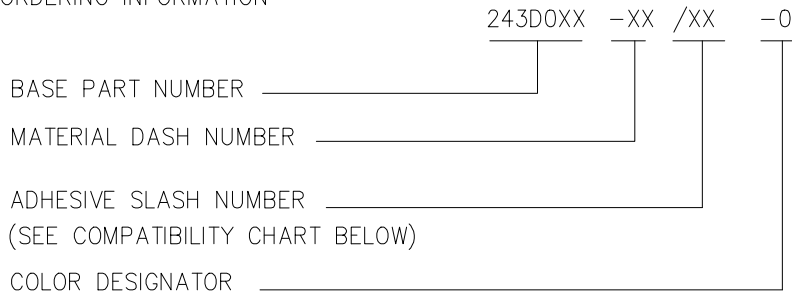 ORDERING INFORMATION
243D0XX -XX /XX -0
BASE PART NUMBER
MATERIAL DASH NUMBER
ADHESIVE SLASH NUMBER
(SEE COMPATIBILITY CHART BELOW)
COLOR DESIGNATOR